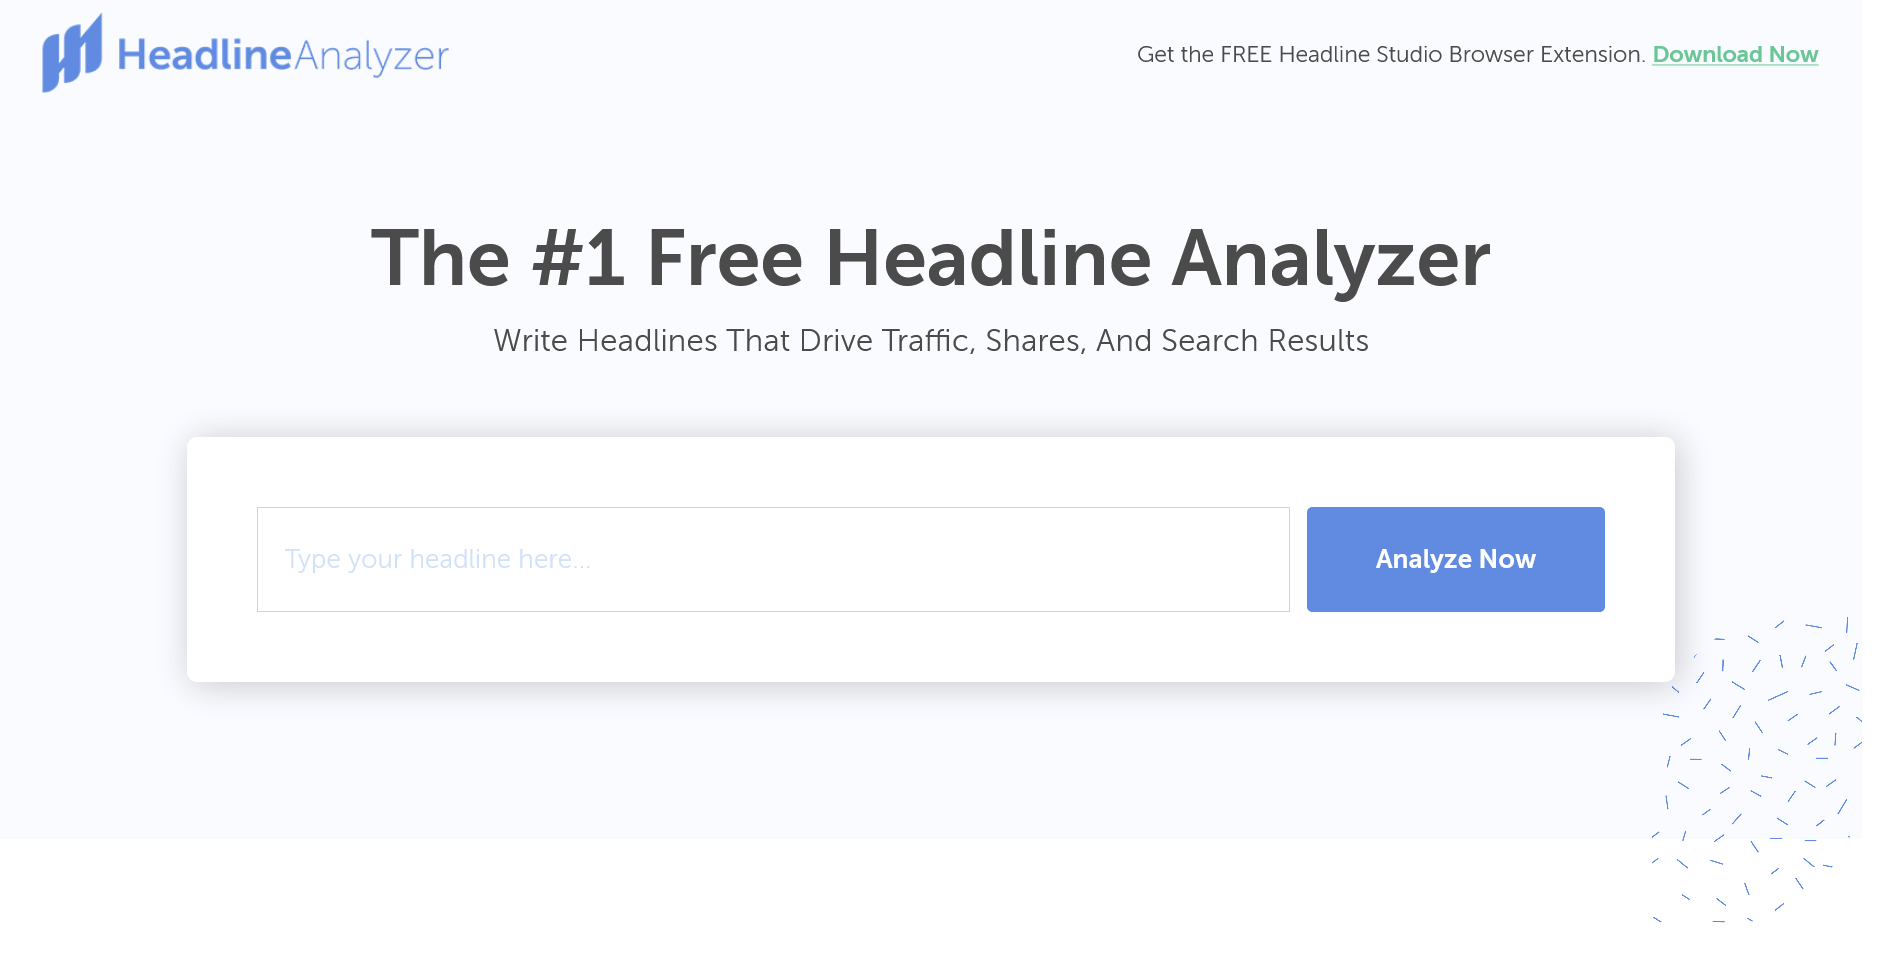 HeadlineAnalyzer
Get the FREE Headline Studio Browser Extension. Download Now
The #1 Free Headline Analyzer
Write Headlines That Drive Traffic, Shares, And Search Results
Type your headline here...
Analyze Now